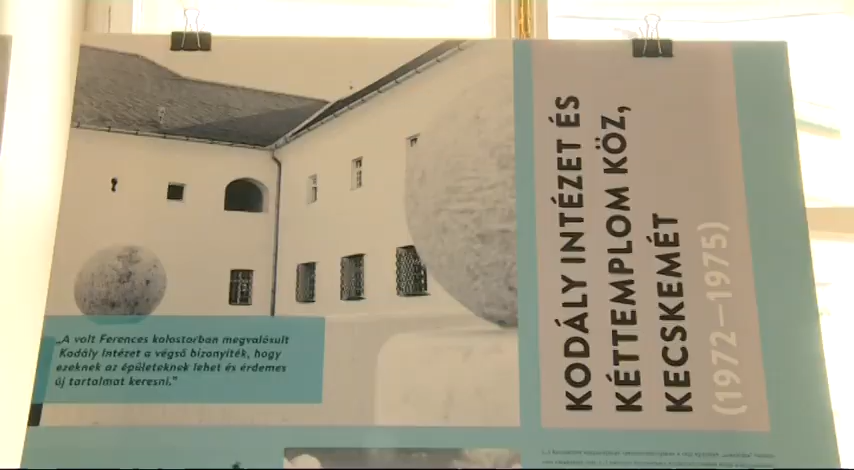 „A volt Ferences kolostorban megvalósult
Kodály Intézet a végső bizonyíték, hogy
ezeknek az épületeknek lehet és érdemes
új tartalmat keresni.”
KODÁLY INTÉZET ÉS
KÉTTEMPLOM KÖZ,
KECSKEMÉT
(1972–1975)